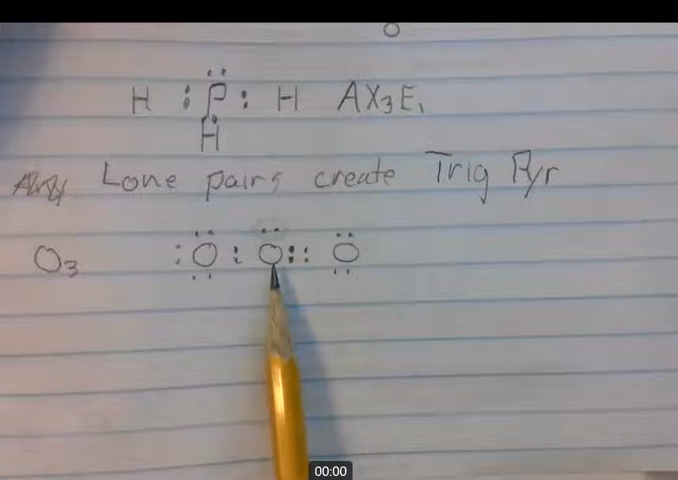 O
H :P: H AX₃E₁
H
Lone pairs create Trig Pyr
O₃ :O:O::O
00:00